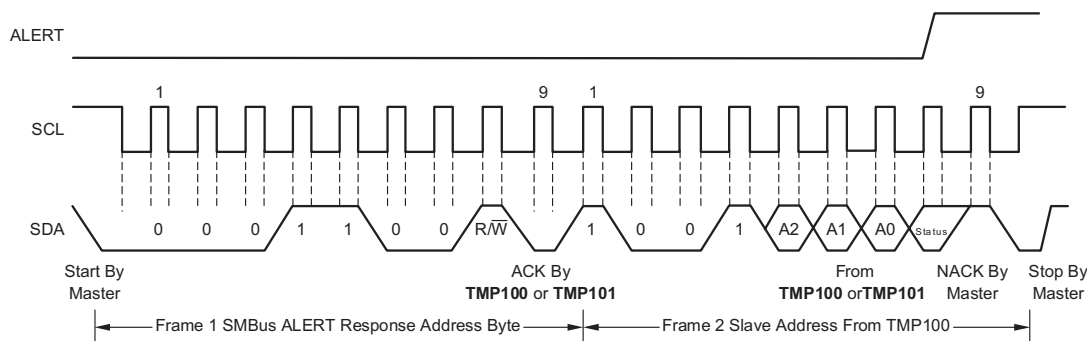 ALERT
1 9 1 9
SCL
SDA
0 0 0 1 1 0 0 R/W 1 0 0 1 A2 A1 A0 Status
Start By
Master
ACK By
TMP100 or TMP101
From
TMP100 orTMP101
NACK By
Master
Stop By
Master
Frame 1 SMBus ALERT Response Address Byte
Frame 2 Slave Address From TMP100